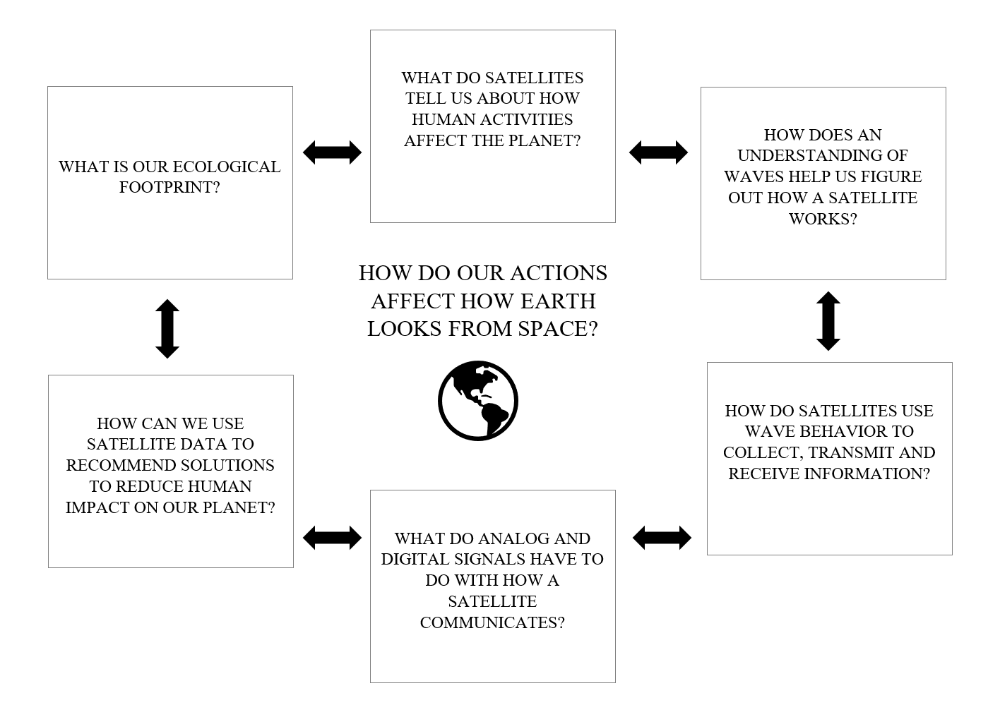 WHAT IS OUR ECOLOGICAL
FOOTPRINT?
WHAT DO SATELLITES
TELL US ABOUT HOW
HUMAN ACTIVITIES
AFFECT THE PLANET?
HOW DOES AN
UNDERSTANDING OF
WAVES HELP US FIGURE
OUT HOW A SATELLITE
WORKS?
HOW DO OUR ACTIONS
AFFECT HOW EARTH
LOOKS FROM SPACE?
HOW CAN WE USE
SATELLITE DATA TO
RECOMMEND SOLUTIONS
TO REDUCE HUMAN
IMPACT ON OUR PLANET?
WHAT DO ANALOG AND
DIGITAL SIGNALS HAVE TO
DO WITH HOW A
SATELLITE
COMMUNICATES?
HOW DO SATELLITES USE
WAVE BEHAVIOR TO
COLLECT, TRANSMIT AND
RECEIVE INFORMATION?